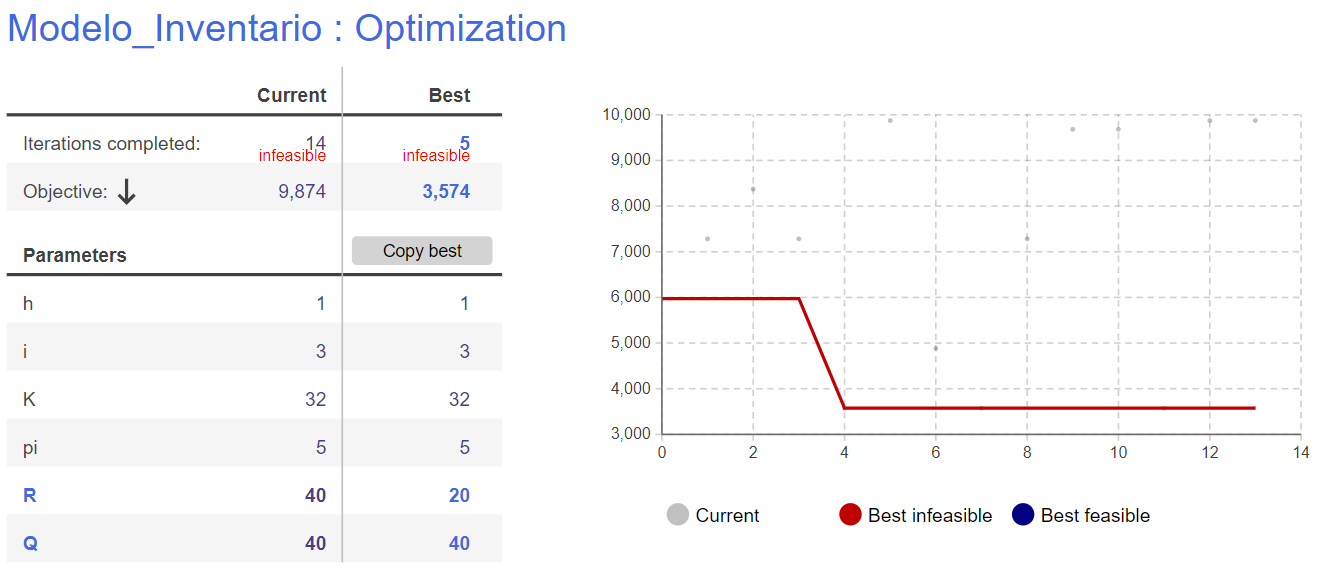 Modelo_Inventario : Optimization
Current Best
Iterations completed: 14 5
infeasible infeasible
Objective: 9,874 3,574
Parameters Copy best
h 1 1
i 3 3
K 32 32
pi 5 5
R 40 20
Q 40 40
10,000
9,000
8,000
7,000
6,000
5,000
4,000
3,000
0 2 4 6 8 10 12 14
Current Best infeasible Best feasible